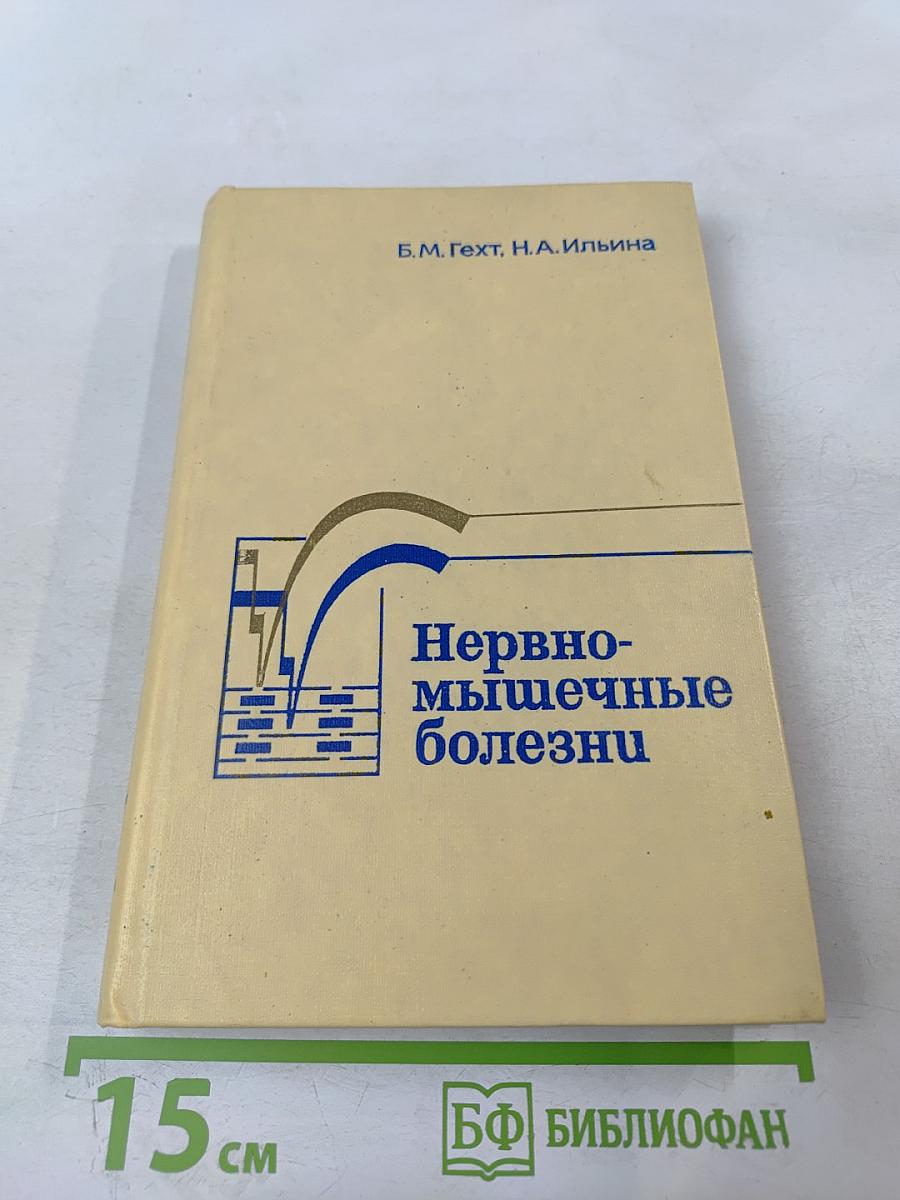 Б.М.Гехт, Н.А.Ильина
Нервно-
мышечные
болезни
15 см
БФ БИБЛИОФАН